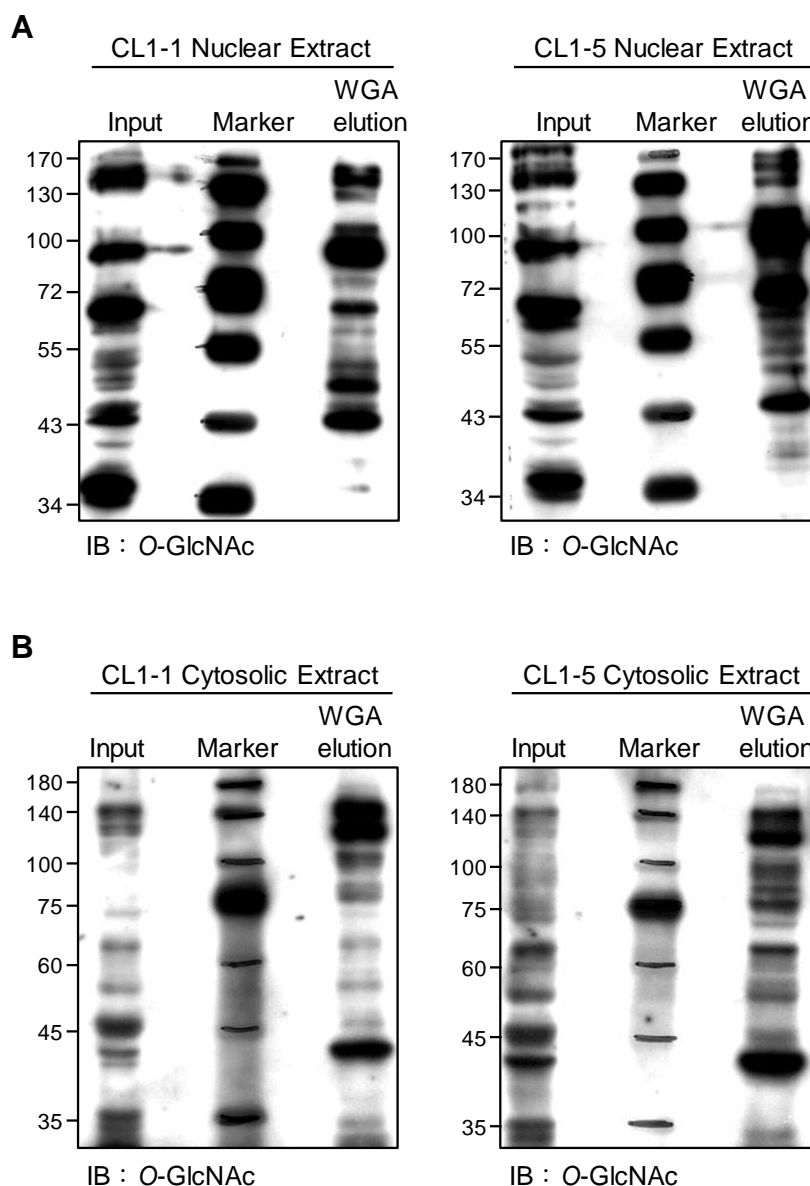 A
CL1-1 Nuclear Extract
Input Marker WGA elution
170
130
100
72
55
43
34
IB : O-GlcNAc
CL1-5 Nuclear Extract
Input Marker WGA elution
170
130
100
72
55
43
34
IB : O-GlcNAc
B
CL1-1 Cytosolic Extract
Input Marker WGA elution
180
140
100
75
60
45
35
IB : O-GlcNAc
CL1-5 Cytosolic Extract
Input Marker WGA elution
180
140
100
75
60
45
35
IB : O-GlcNAc